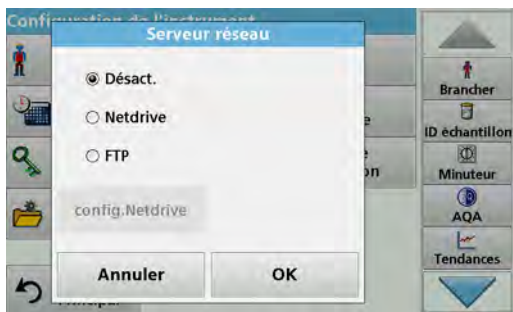 Serveur réseau
Désact.
Netdrive
FTP
config.Netdrive
Annuler
OK
Brancher
ID échantillon
Minuteur
AQA
Tendances